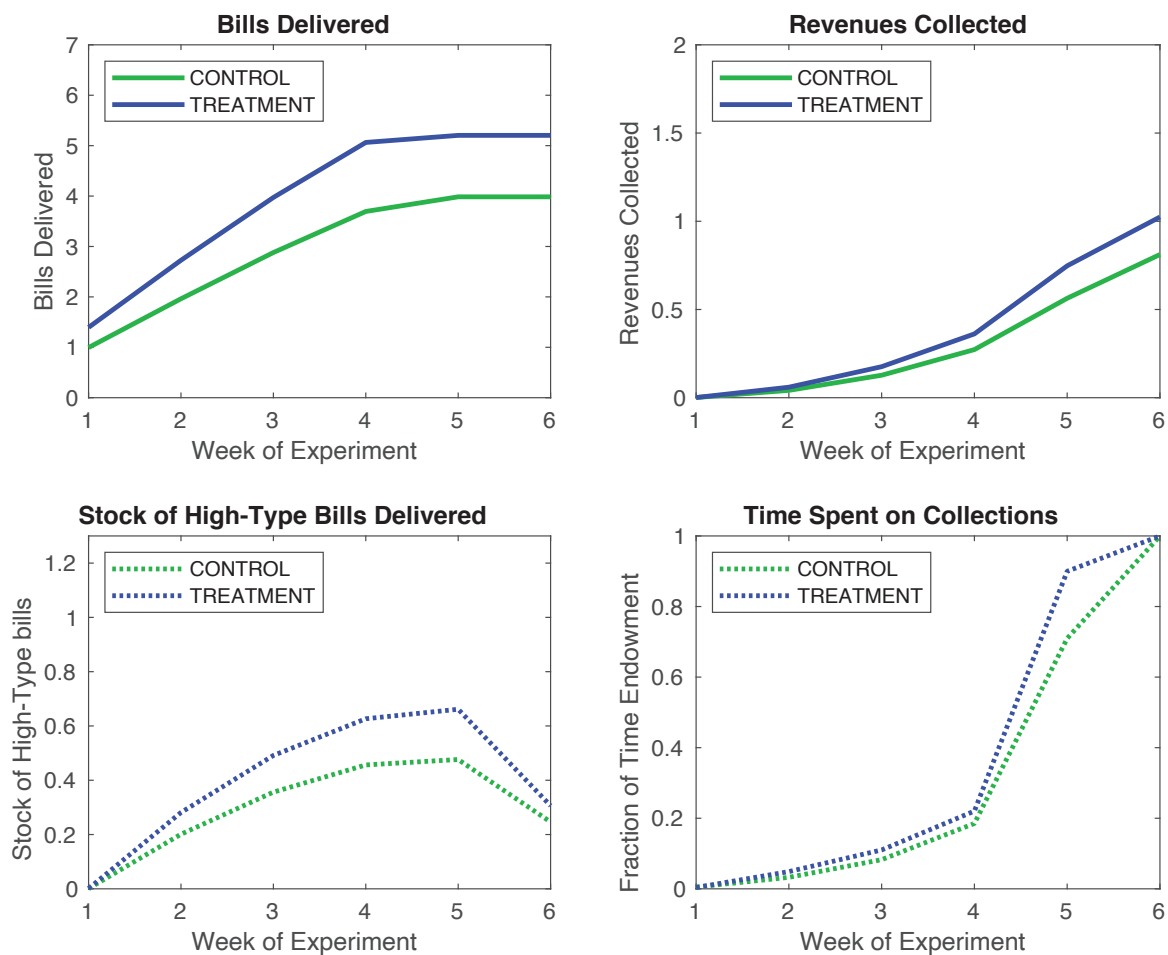 Bills Delivered
7
6
5
4
3
2
1
0
Bills Delivered
CONTROL
TREATMENT
1 2 3 4 5 6
Week of Experiment
Revenues Collected
2
1.5
1
0.5
0
Revenues Collected
CONTROL
TREATMENT
1 2 3 4 5 6
Week of Experiment
Stock of High-Type Bills Delivered
1.2
1
0.8
0.6
0.4
0.2
0
Stock of High-Type bills
CONTROL
TREATMENT
1 2 3 4 5 6
Week of Experiment
Time Spent on Collections
1
0.8
0.6
0.4
0.2
0
Fraction of Time Endowment
CONTROL
TREATMENT
1 2 3 4 5 6
Week of Experiment